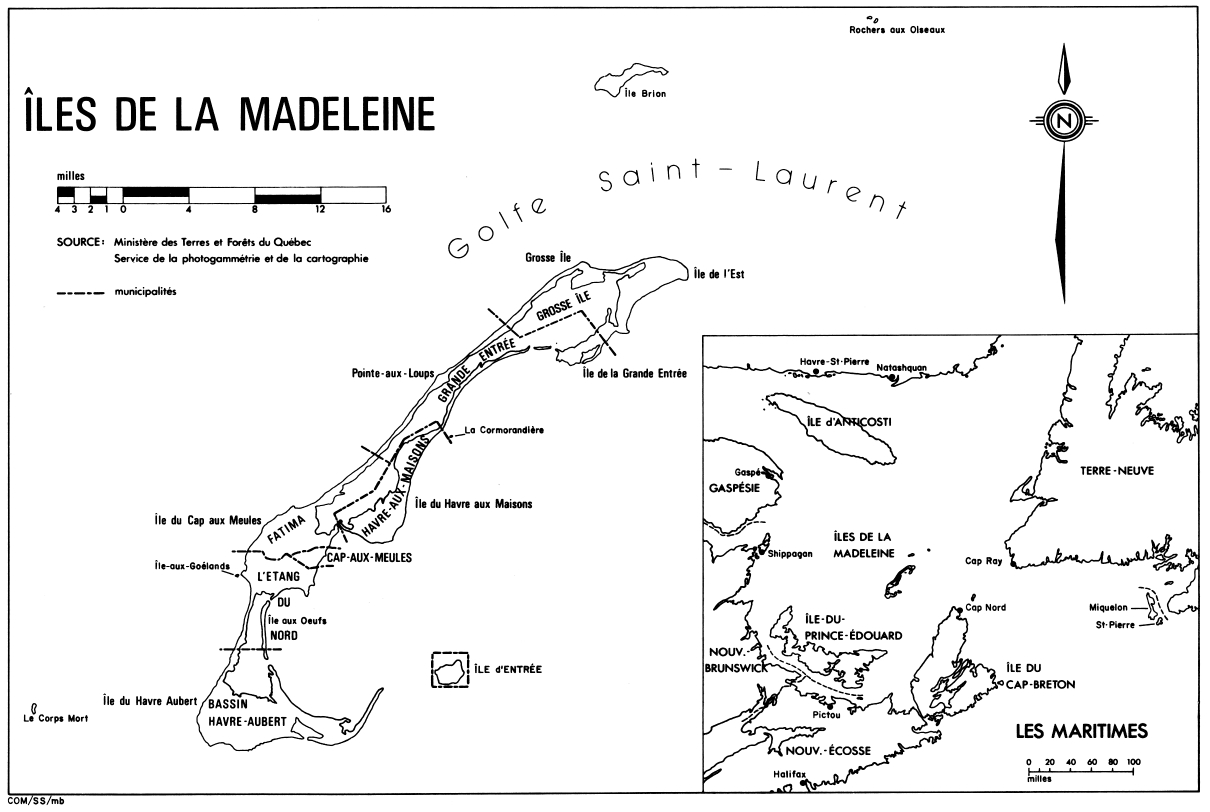 Rochers aux Oiseaux
Île Brion
ÎLES DE LA MADELEINE
N
milles
4 3 2 1 0 4 8 12 16
Golfe Saint-Laurent
SOURCE: Ministère des Terres et Forêts du Québec
Service de la photogammétrie et de la cartographie
municipalités
Grosse Île
Île de l'Est
GROSSE ÎLE
GRANDE ENTRÉE
Pointe-aux-Loups
Île de la Grande Entrée
La Cormorandière
HAVRE-AUX-MAISONS
Île du Havre aux Maisons
Île du Cap aux Meules
FATIMA
CAP-AUX-MEULES
Île-aux-Goélands
L'ETANG
DU
Île aux Oeufs
NORD
ÎLE d'ENTRÉE
Île du Havre Aubert
BASSIN
HAVRE-AUBERT
Le Corps Mort
Havre-St-Pierre
Natashquan
ÎLE d'ANTICOSTI
Gaspé
GASPÉSIE
TERRE-NEUVE
ÎLES DE LA
MADELEINE
Shippagan
Cap Ray
Cap Nord
Miquelon
St-Pierre
ÎLE-DU-
PRINCE-ÉDOUARD
NOUV.-
BRUNSWICK
ÎLE DU
CAP-BRETON
Pictou
LES MARITIMES
NOUV.-ÉCOSSE
Halifax
0 20 40 60 80 100
milles
COM/SS/mb